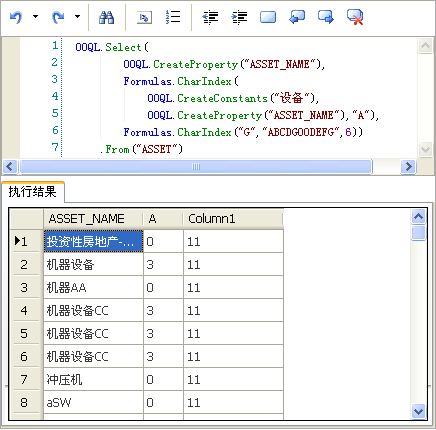 1 OOQL.Select(
2 OOQL.CreateProperty("ASSET_NAME"),
3 Formulas.CharIndex(
4 OOQL.CreateConstants("设备"),
5 OOQL.CreateProperty("ASSET_NAME"),"A"),
6 Formulas.CharIndex("G","ABCDGOODEFG",6))
7 .From("ASSET")
执行结果
ASSET_NAME A Column1
1 投资性房地产-... 0 11
2 机器设备 3 11
3 机器AA 0 11
4 机器设备CC 3 11
5 机器设备CC 3 11
6 机器设备CC 3 11
7 冲压机 0 11
8 aSW 0 11